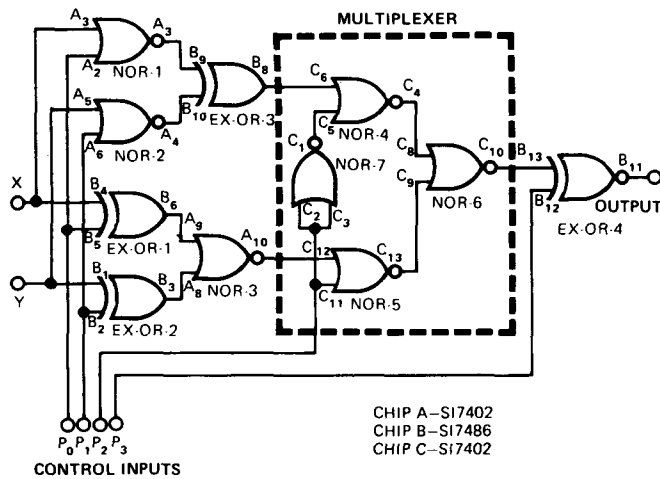 MULTIPLEXER
A3
A3
A2
NOR-1
B9
B8
B10
EX-OR-3
A5
A6
A4
NOR-2
C6
C4
C5
NOR-4
C1
NOR-7
C2
C3
C8
C10
C9
NOR-6
B13
B11
B12
OUTPUT
EX-OR-4
X
B4
B6
B5
EX-OR-1
A9
A10
A8
NOR-3
C12
C13
C11
NOR-5
Y
B1
B3
B2
EX-OR-2
P0 P1 P2 P3
CONTROL INPUTS
CHIP A–SI7402
CHIP B–SI7486
CHIP C–SI7402